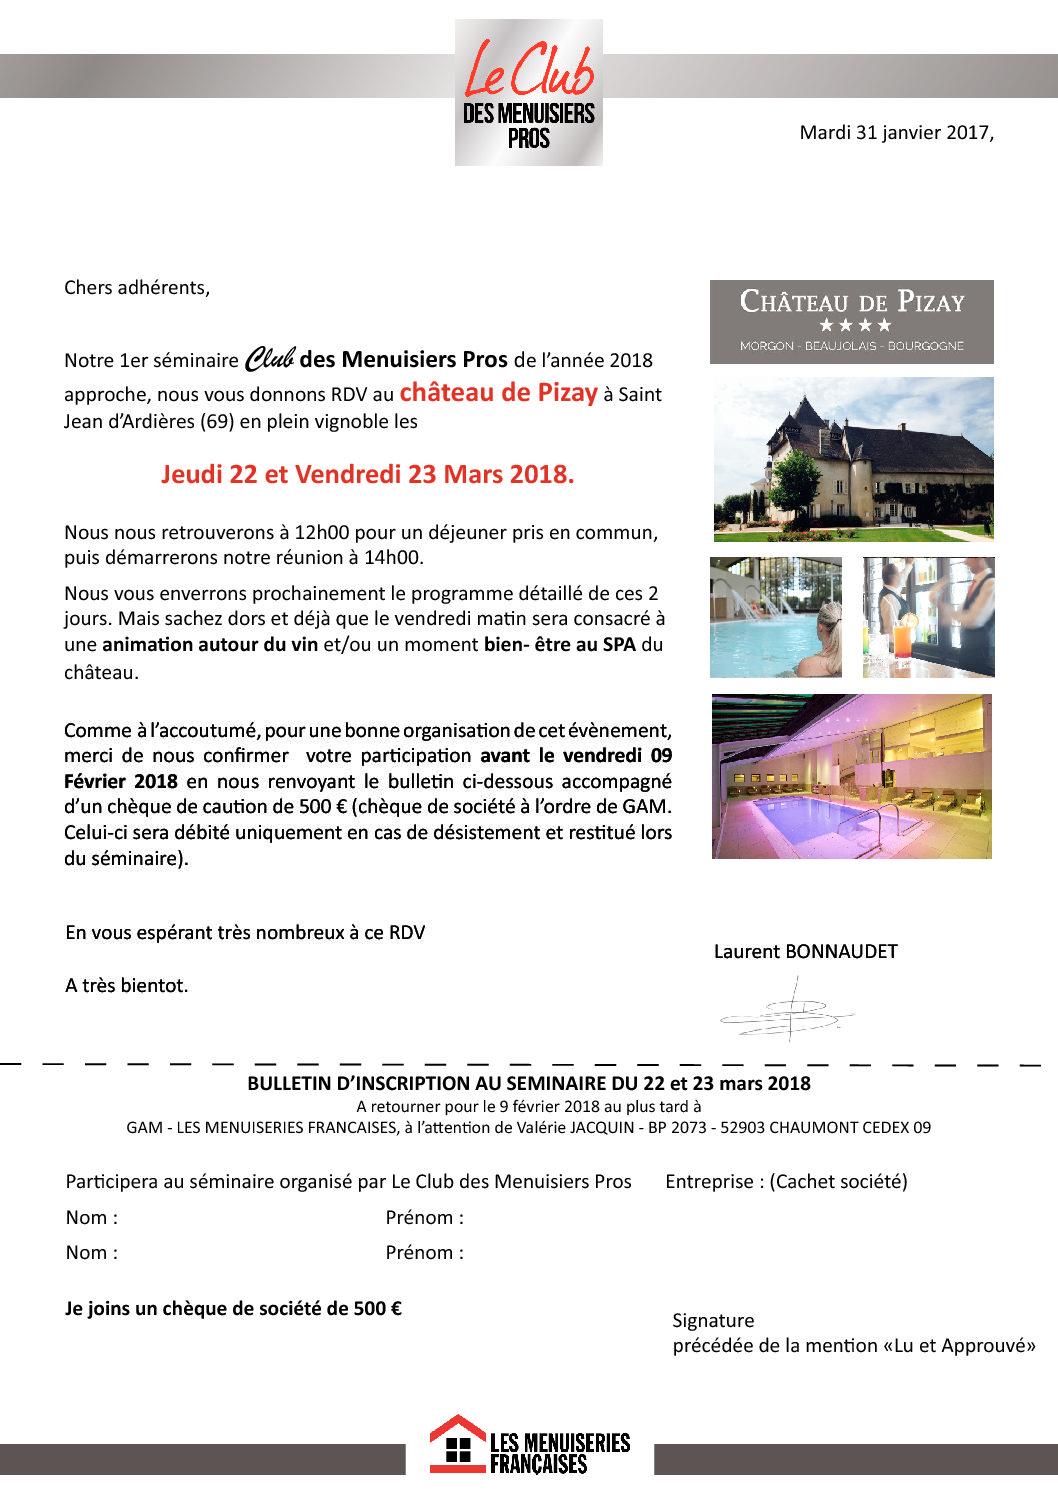 Le Club
DES MENUISIERS
PROS
Mardi 31 janvier 2017,
Chers adhérents,
Notre 1er séminaire Club des Menuisiers Pros de l’année 2018
approche, nous vous donnons RDV au château de Pizay à Saint
Jean d’Ardières (69) en plein vignoble les
Jeudi 22 et Vendredi 23 Mars 2018.
Nous nous retrouverons à 12h00 pour un déjeuner pris en commun,
puis démarrerons notre réunion à 14h00.
Nous vous enverrons prochainement le programme détaillé de ces 2
jours. Mais sachez dors et déjà que le vendredi matin sera consacré à
une animation autour du vin et/ou un moment bien- être au SPA du
château.
Comme à l’accoutumé, pour une bonne organisation de cet évènement,
merci de nous confirmer votre participation avant le vendredi 09
Février 2018 en nous renvoyant le bulletin ci-dessous accompagné
d’un chèque de caution de 500 € (chèque de société à l’ordre de GAM.
Celui-ci sera débité uniquement en cas de désistement et restitué lors
du séminaire).
En vous espérant très nombreux à ce RDV
A très bientot.
CHÂTEAU DE PIZAY
MORGON - BEAUJOLAIS - BOURGOGNE
Laurent BONNAUDET
BULLETIN D’INSCRIPTION AU SEMINAIRE DU 22 et 23 mars 2018
A retourner pour le 9 février 2018 au plus tard à
GAM - LES MENUISERIES FRANCAISES, à l’attention de Valérie JACQUIN - BP 2073 - 52903 CHAUMONT CEDEX 09
Participera au séminaire organisé par Le Club des Menuisiers Pros Entreprise : (Cachet société)
Nom : Prénom :
Nom : Prénom :
Je joins un chèque de société de 500 €
Signature
précédée de la mention «Lu et Approuvé»
LES MENUISERIES
FRANÇAISES